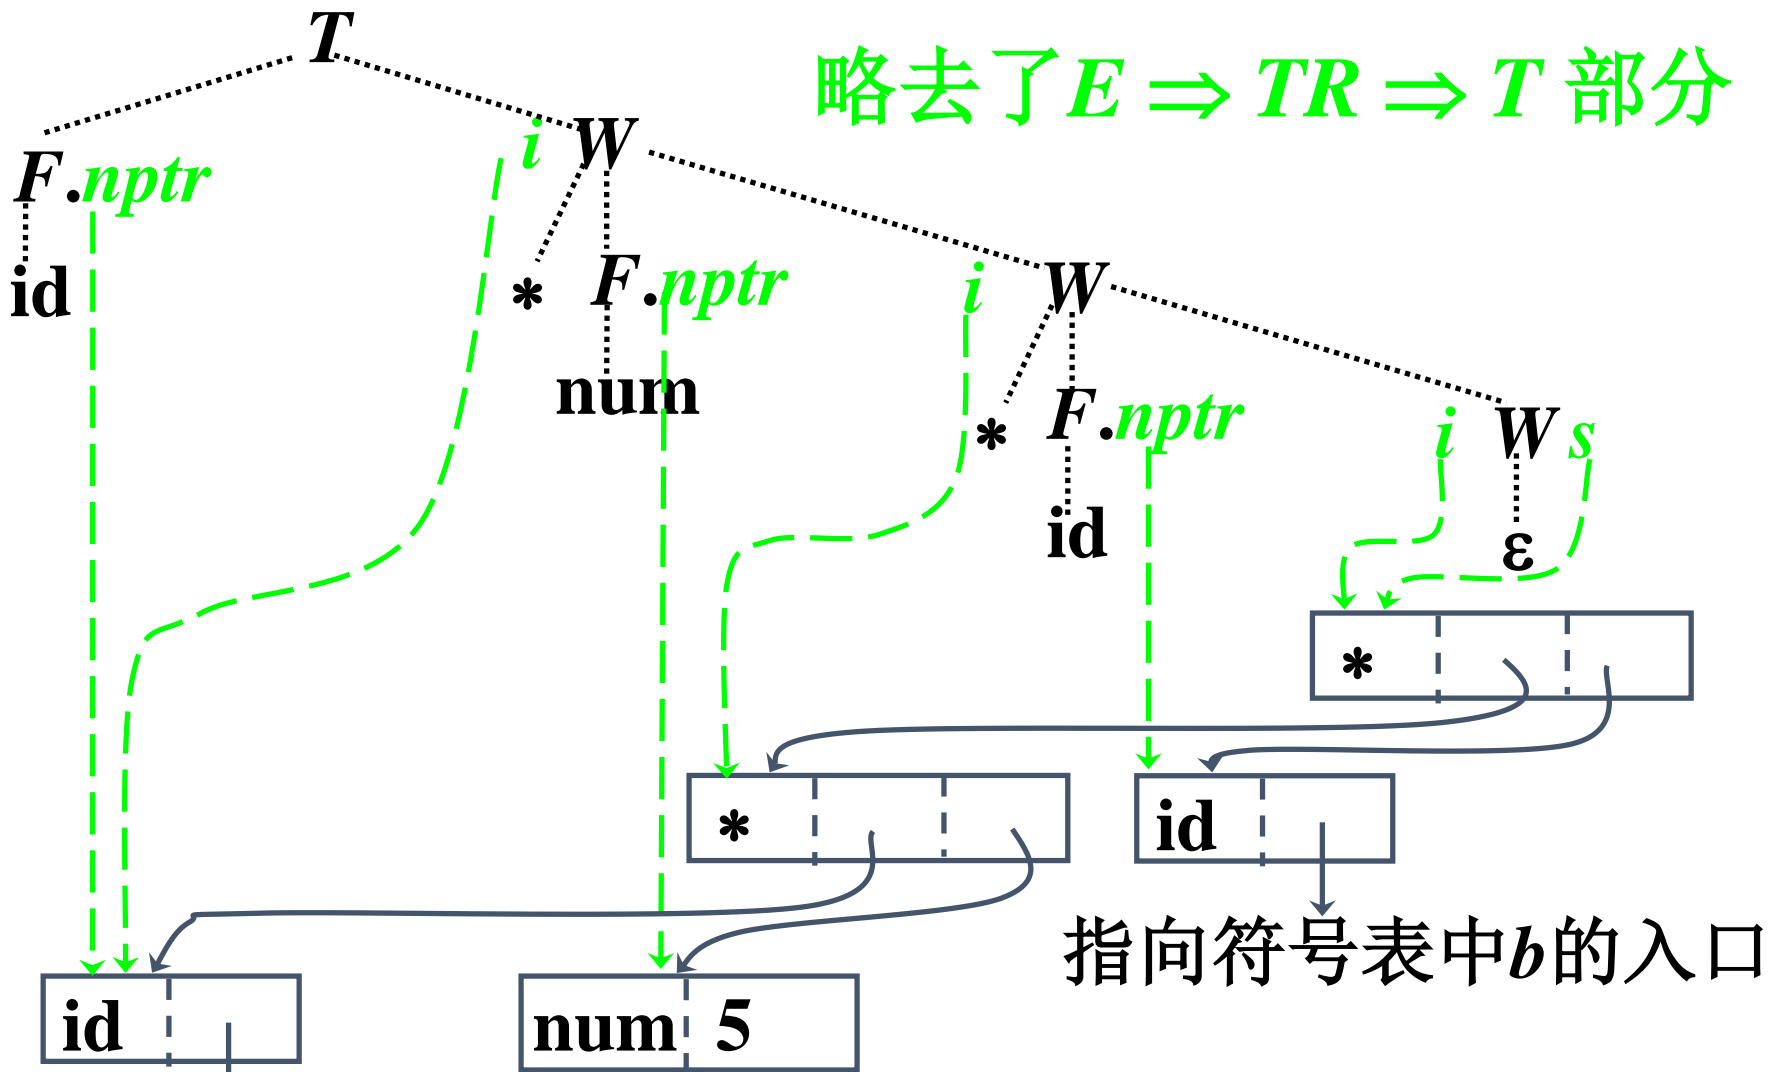 T
略去了E ⇒ TR ⇒ T 部分
i W
F.nptr
id
* F.nptr
i W
num
* F.nptr
i W s
id
ε
*
*
id
指向符号表中b的入口
id
num 5